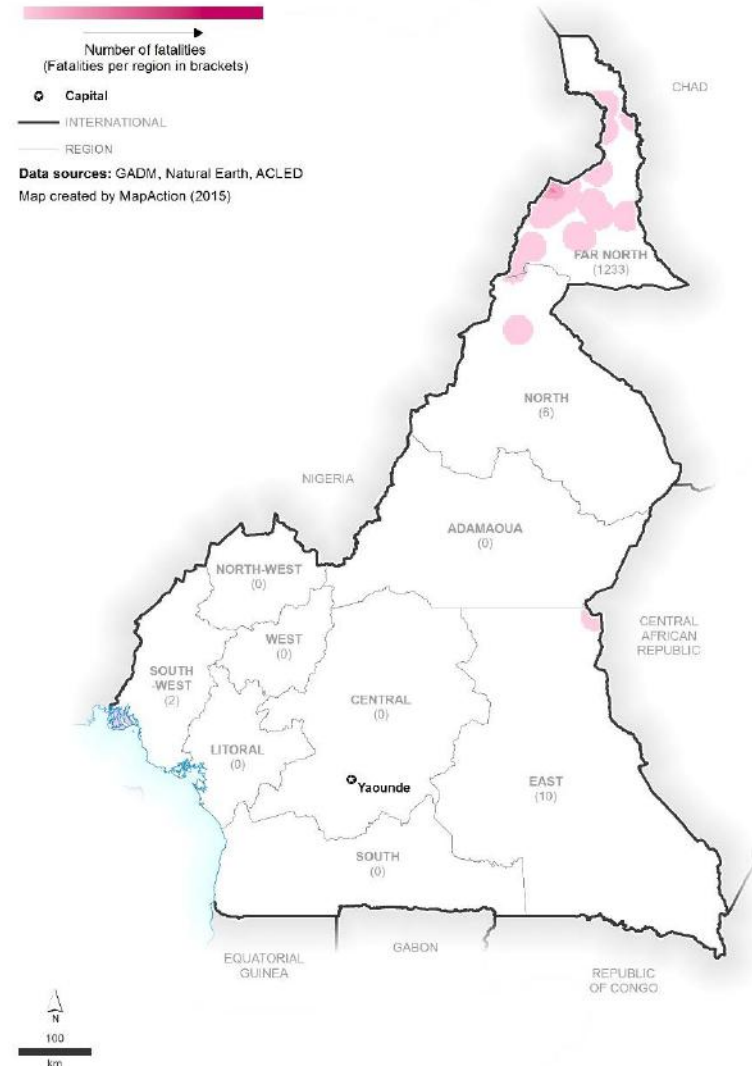 Number of fatalities
(Fatalities per region in brackets)
Capital
INTERNATIONAL
REGION
Data sources: GADM, Natural Earth, ACLED
Map created by MapAction (2015)
CHAD
FAR NORTH
(1233)
NORTH
(6)
NIGERIA
ADAMAOUA
(0)
NORTH-WEST
(0)
WEST
(0)
CENTRAL
AFRICAN
REPUBLIC
SOUTH
-WEST
(2)
CENTRAL
(0)
LITORAL
(0)
Yaounde
EAST
(10)
SOUTH
(0)
EQUATORIAL
GUINEA
GABON
REPUBLIC
OF CONGO
N
100
km